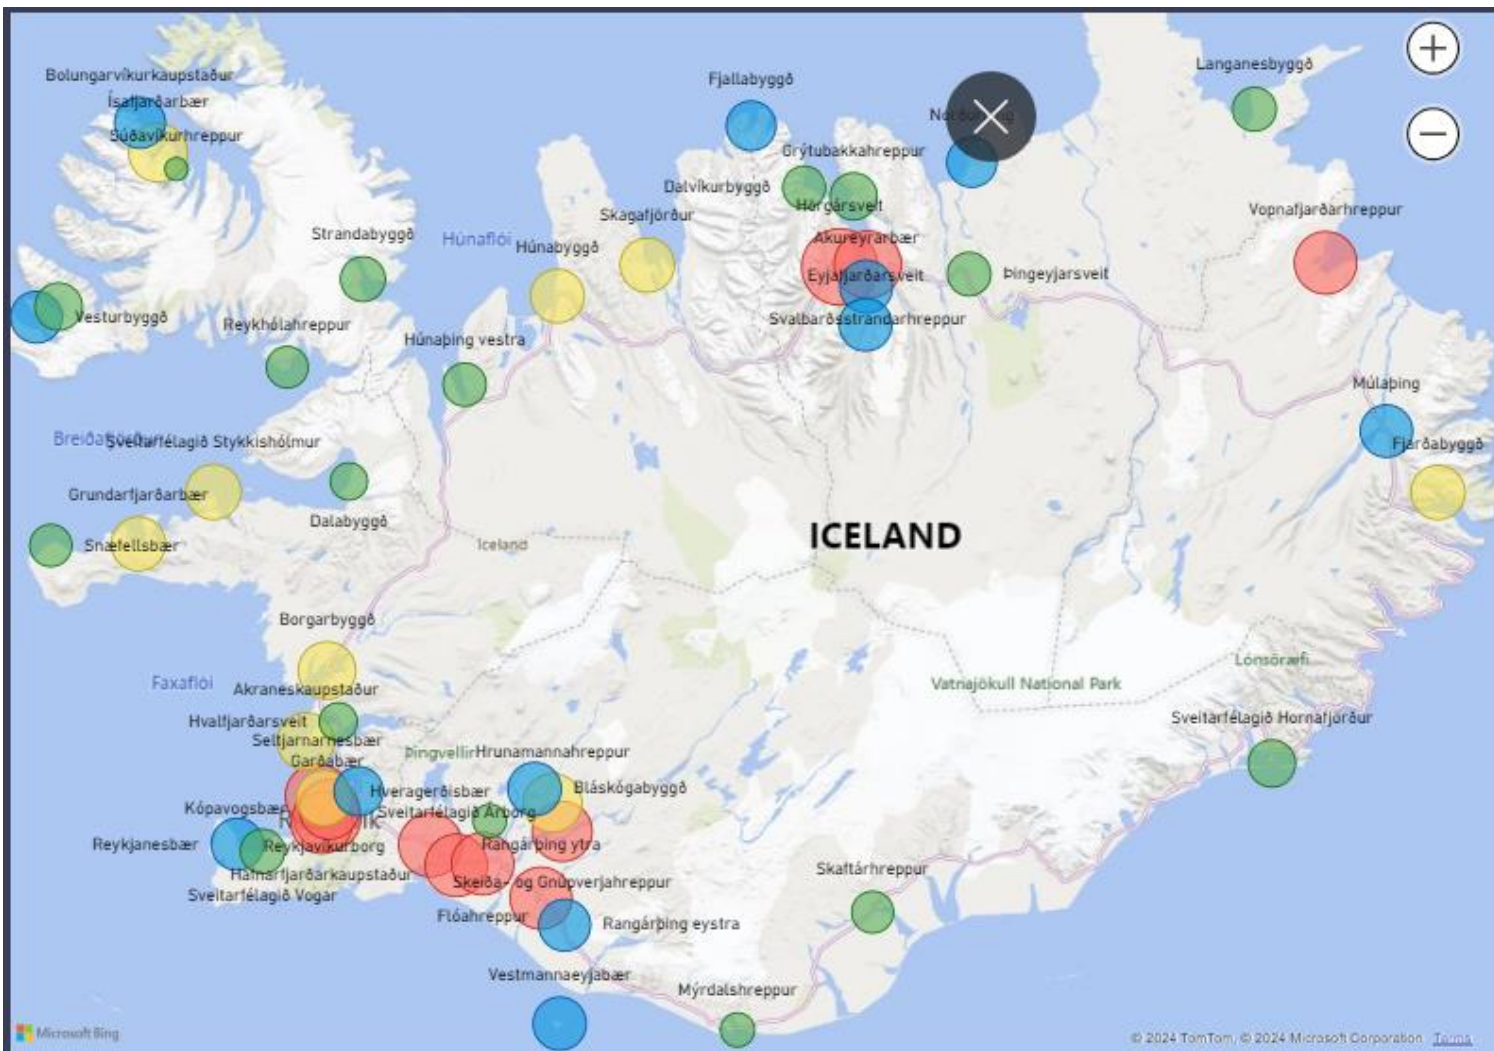 Langanesbyggð
Bolungarvíkurkaupstaður
Fjallabyggð
Ísafjarðarbær
Súðavíkurhreppur
Grýtubakkahreppur
Dalvíkurbyggð
Hörgársveit
Vopnafjarðarhreppur
Skagafjörður
Strandabyggð
Húnaflói
Húnabyggð
Akureyrarbær
Eyjafjarðarsveit
Þingeyjarsveit
Vesturbyggð
Reykhólahreppur
Svalbarðsstrandarhreppur
Húnaþing vestra
Múlaþing
Sveitarfélagið Stykkishólmur
Fjarðabyggð
Grundarfjarðarbær
Dalabyggð
ICELAND
Snæfellsbær
Iceland
Borgarbyggð
Lónsöræfi
Faxaflói
Akraneskaupstaður
Vatnajökull National Park
Hvalfjarðarsveit
Sveitarfélagið Hornafjörður
Seltjarnarnesbær
Þingvellir
Hrunamannahreppur
Garðabær
Hveragerðisbær
Bláskógabyggð
Kópavogsbær
Sveitarfélagið Árborg
Reykjanesbær
Reykjavíkurborg
Rangárþing ytra
Hafnarfjarðarkaupstaður
Skeiða- og Gnúpverjahreppur
Skaftárhreppur
Sveitarfélagið Vogar
Flóahreppur
Rangárþing eystra
Vestmannaeyjabær
Mýrdalshreppur
Microsoft Bing
© 2024 TomTom, © 2024 Microsoft Corporation Terms